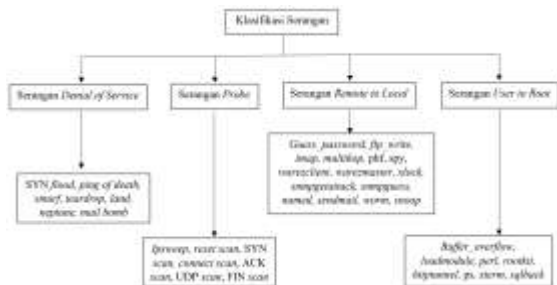 Klasifikasi Serangan
Serangan Denial of Service
Serangan Probe
Serangan Remote to Local
Serangan User to Root
SYN flood, ping of death,
smurf, teardrop, land,
neptune, mail bomb
Ipsweep, reset scan, SYN
scan, connect scan, ACK
scan, UDP scan, FIN scan
Guess_password, ftp_write,
imap, multihop, phf, spy,
warezclient, warezmaster, xlock,
snmpgetattack, snmpguess,
named, sendmail, worm, snoop
Buffer_overflow,
loadmodule, perl, rootkit,
httptunnel, ps, xterm, sqlattack